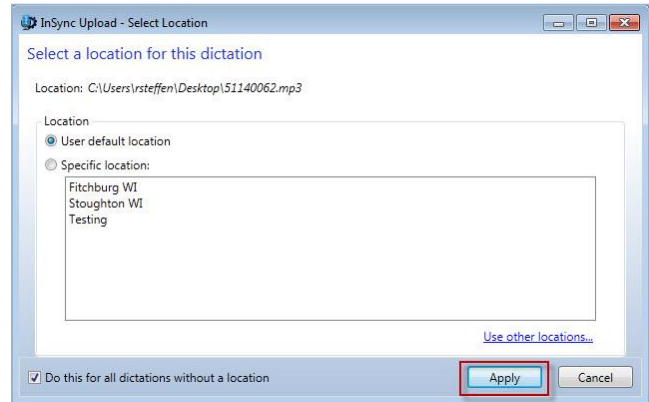 InSync Upload - Select Location
Select a location for this dictation
Location: C:\Users\rsteffen\Desktop\51140062.mp3
Location
User default location
Specific location:
Fitchburg WI
Stoughton WI
Testing
Use other locations...
Do this for all dictations without a location
Apply
Cancel